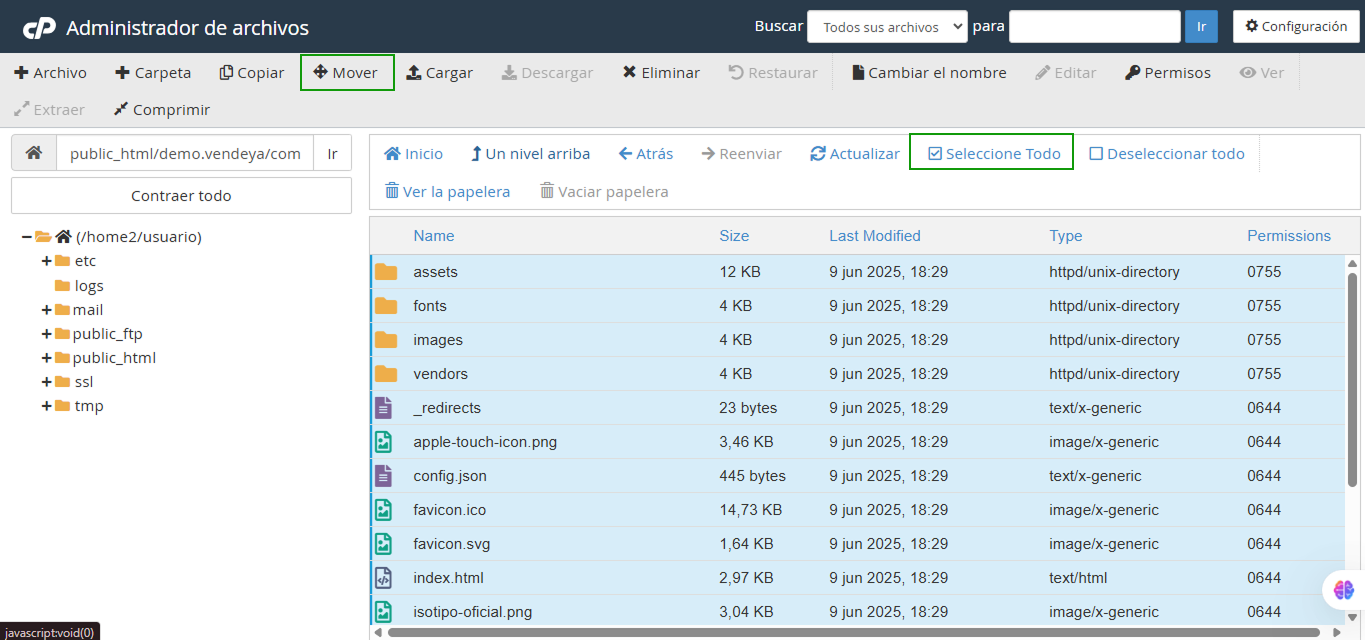 cP Administrador de archivos Buscar Todos sus archivos para Ir Configuración
Archivo Carpeta Copiar Mover Cargar Descargar Eliminar Restaurar Cambiar el nombre Editar Permisos Ver
Extraer Comprimir
public_html/demo.vendeya/com Ir
Contraer todo
(/home2/usuario)
etc
logs
mail
public_ftp
public_html
ssl
tmp
Inicio Un nivel arriba Atrás Reenviar Actualizar Seleccione Todo Deseleccionar todo
Ver la papelera Vaciar papelera
Name Size Last Modified Type Permissions
assets 12 KB 9 jun 2025, 18:29 httpd/unix-directory 0755
fonts 4 KB 9 jun 2025, 18:29 httpd/unix-directory 0755
images 4 KB 9 jun 2025, 18:29 httpd/unix-directory 0755
vendors 4 KB 9 jun 2025, 18:29 httpd/unix-directory 0755
_redirects 23 bytes 9 jun 2025, 18:29 text/x-generic 0644
apple-touch-icon.png 3,46 KB 9 jun 2025, 18:29 image/x-generic 0644
config.json 445 bytes 9 jun 2025, 18:29 text/x-generic 0644
favicon.ico 14,73 KB 9 jun 2025, 18:29 image/x-generic 0644
favicon.svg 1,64 KB 9 jun 2025, 18:29 image/x-generic 0644
index.html 2,97 KB 9 jun 2025, 18:29 text/html 0644
isotipo-oficial.png 3,04 KB 9 jun 2025, 18:29 image/x-generic 0644
javascript:void(0)